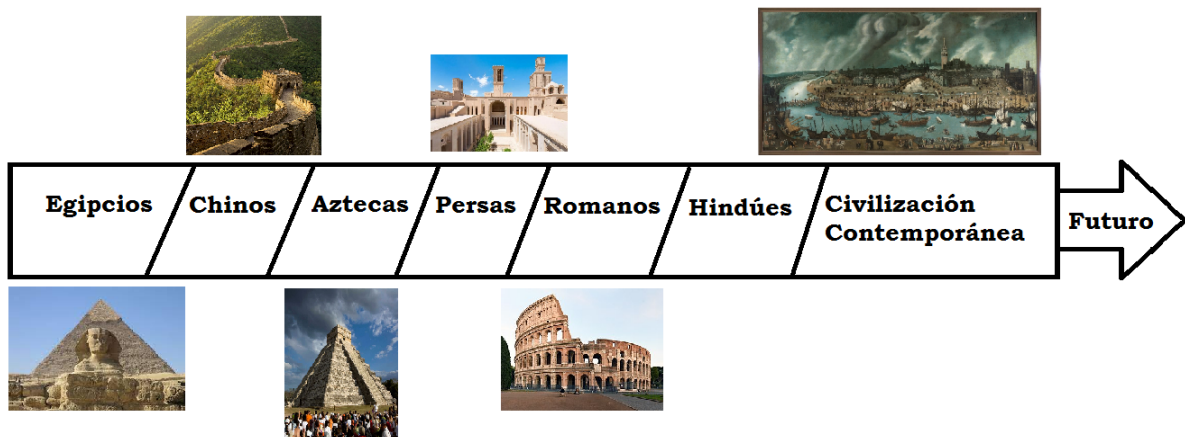 Egipcios
Chinos
Aztecas
Persas
Romanos
Hindúes
Civilización
Contemporánea
Futuro